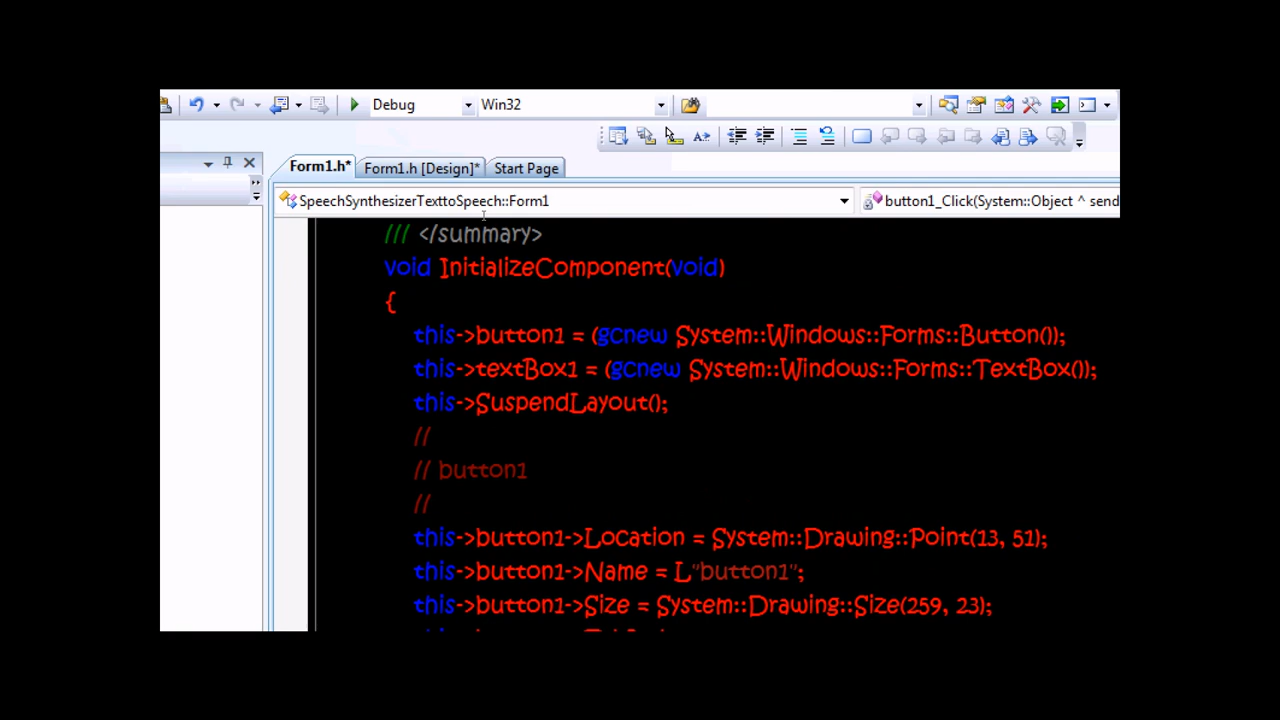 Debug Win32
Form1.h* Form1.h [Design]* Start Page
SpeechSynthesizerTexttoSpeech::Form1 button1_Click(System::Object ^ send
/// </summary>
void InitializeComponent(void)
{
this->button1 = (gcnew System::Windows::Forms::Button());
this->textBox1 = (gcnew System::Windows::Forms::TextBox());
this->SuspendLayout();
//
// button1
//
this->button1->Location = System::Drawing::Point(13, 51);
this->button1->Name = L"button1";
this->button1->Size = System::Drawing::Size(259, 23);